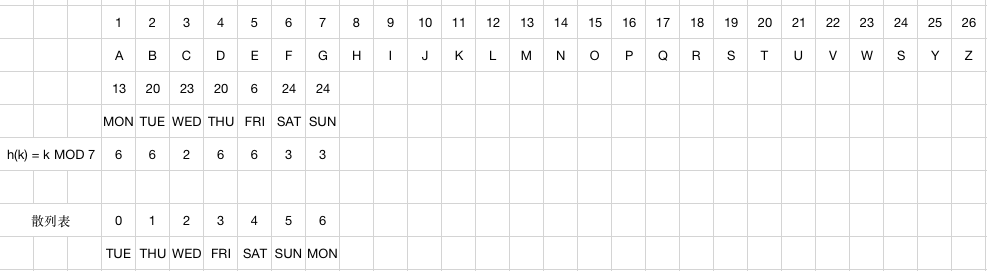 1 2 3 4 5 6 7 8 9 10 11 12 13 14 15 16 17 18 19 20 21 22 23 24 25 26
A B C D E F G H I J K L M N O P Q R S T U V W S Y Z
13 20 23 20 6 24 24
MON TUE WED THU FRI SAT SUN
h(k) = k MOD 7 6 6 2 6 6 3 3
散列表 0 1 2 3 4 5 6
TUE THU WED FRI SAT SUN MON